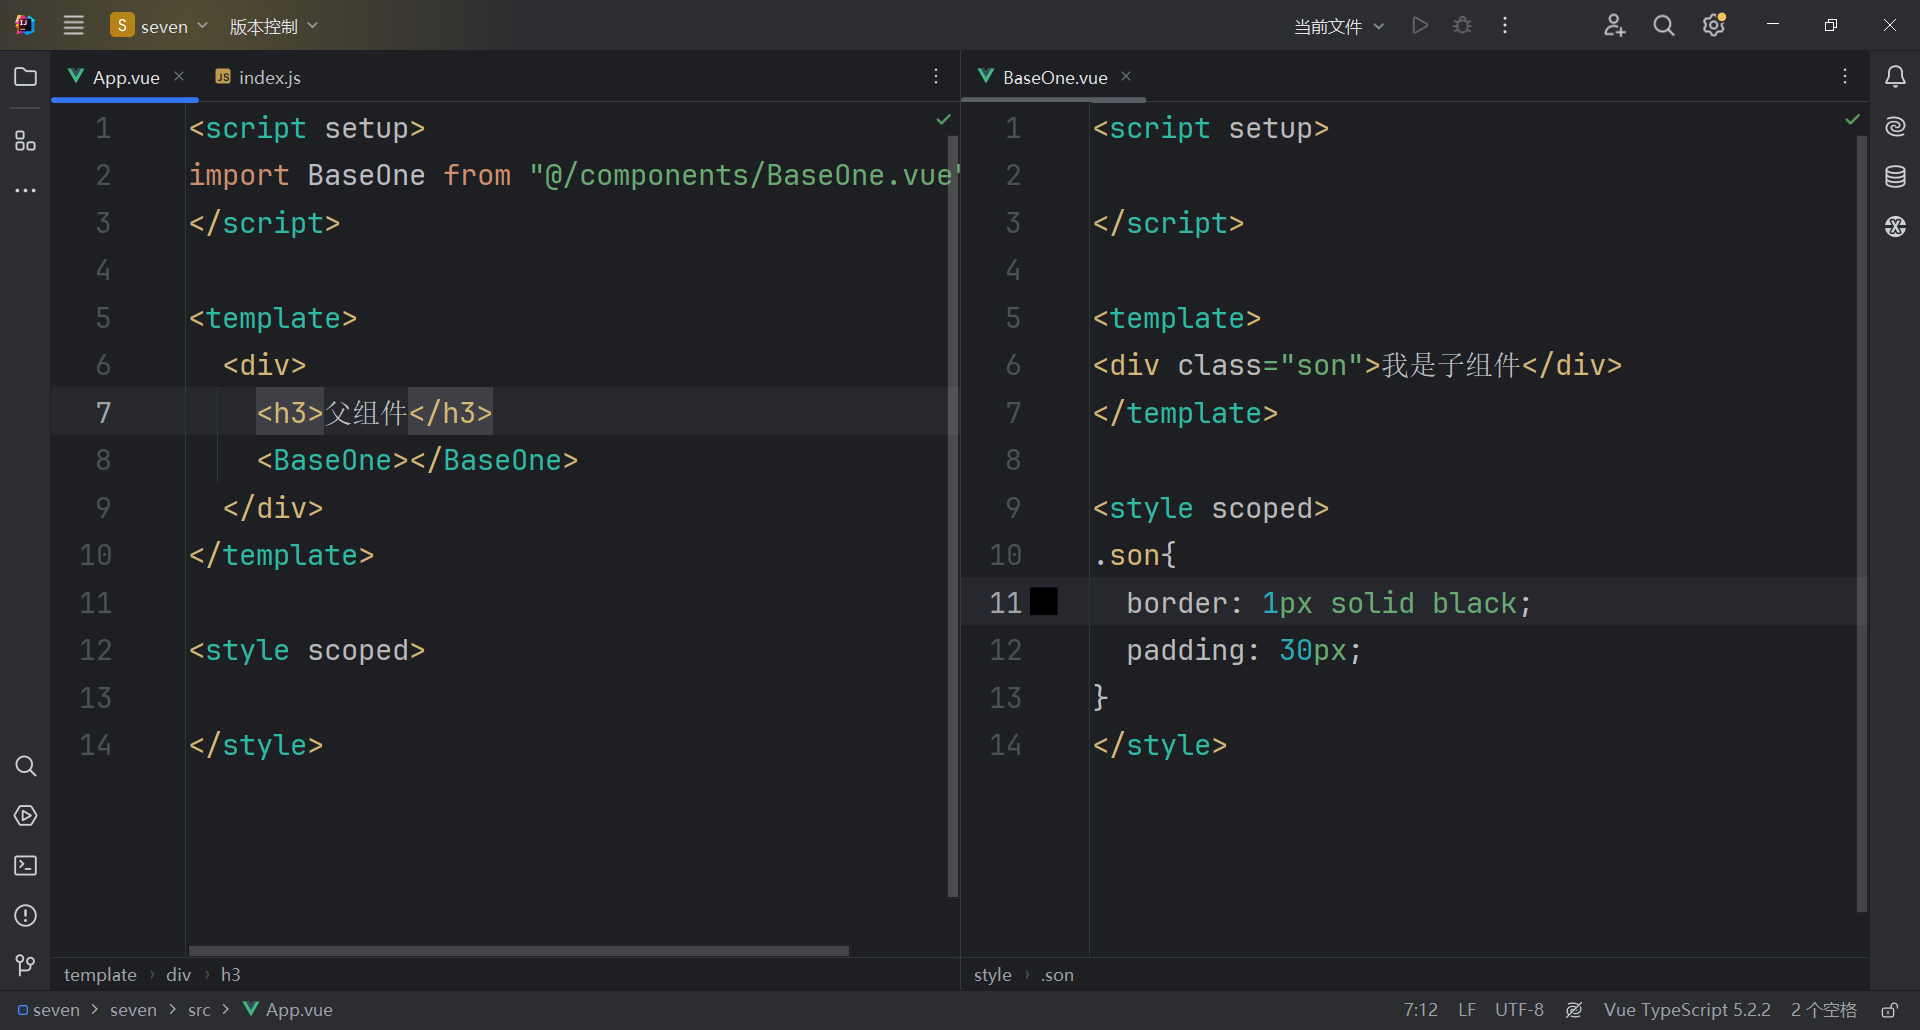 S seven 版本控制 当前文件
App.vue JS index.js BaseOne.vue
1 <script setup>
2 import BaseOne from "@/components/BaseOne.vue"
3 </script>
4
5 <template>
6 <div>
7 <h3>父组件</h3>
8 <BaseOne></BaseOne>
9 </div>
10 </template>
11
12 <style scoped>
13
14 </style>
template › div › h3
1 <script setup>
2
3 </script>
4
5 <template>
6 <div class="son">我是子组件</div>
7 </template>
8
9 <style scoped>
10 .son{
11 border: 1px solid black;
12 padding: 30px;
13 }
14 </style>
style › .son
seven > seven > src > App.vue 7:12 LF UTF-8 Vue TypeScript 5.2.2 2 个空格